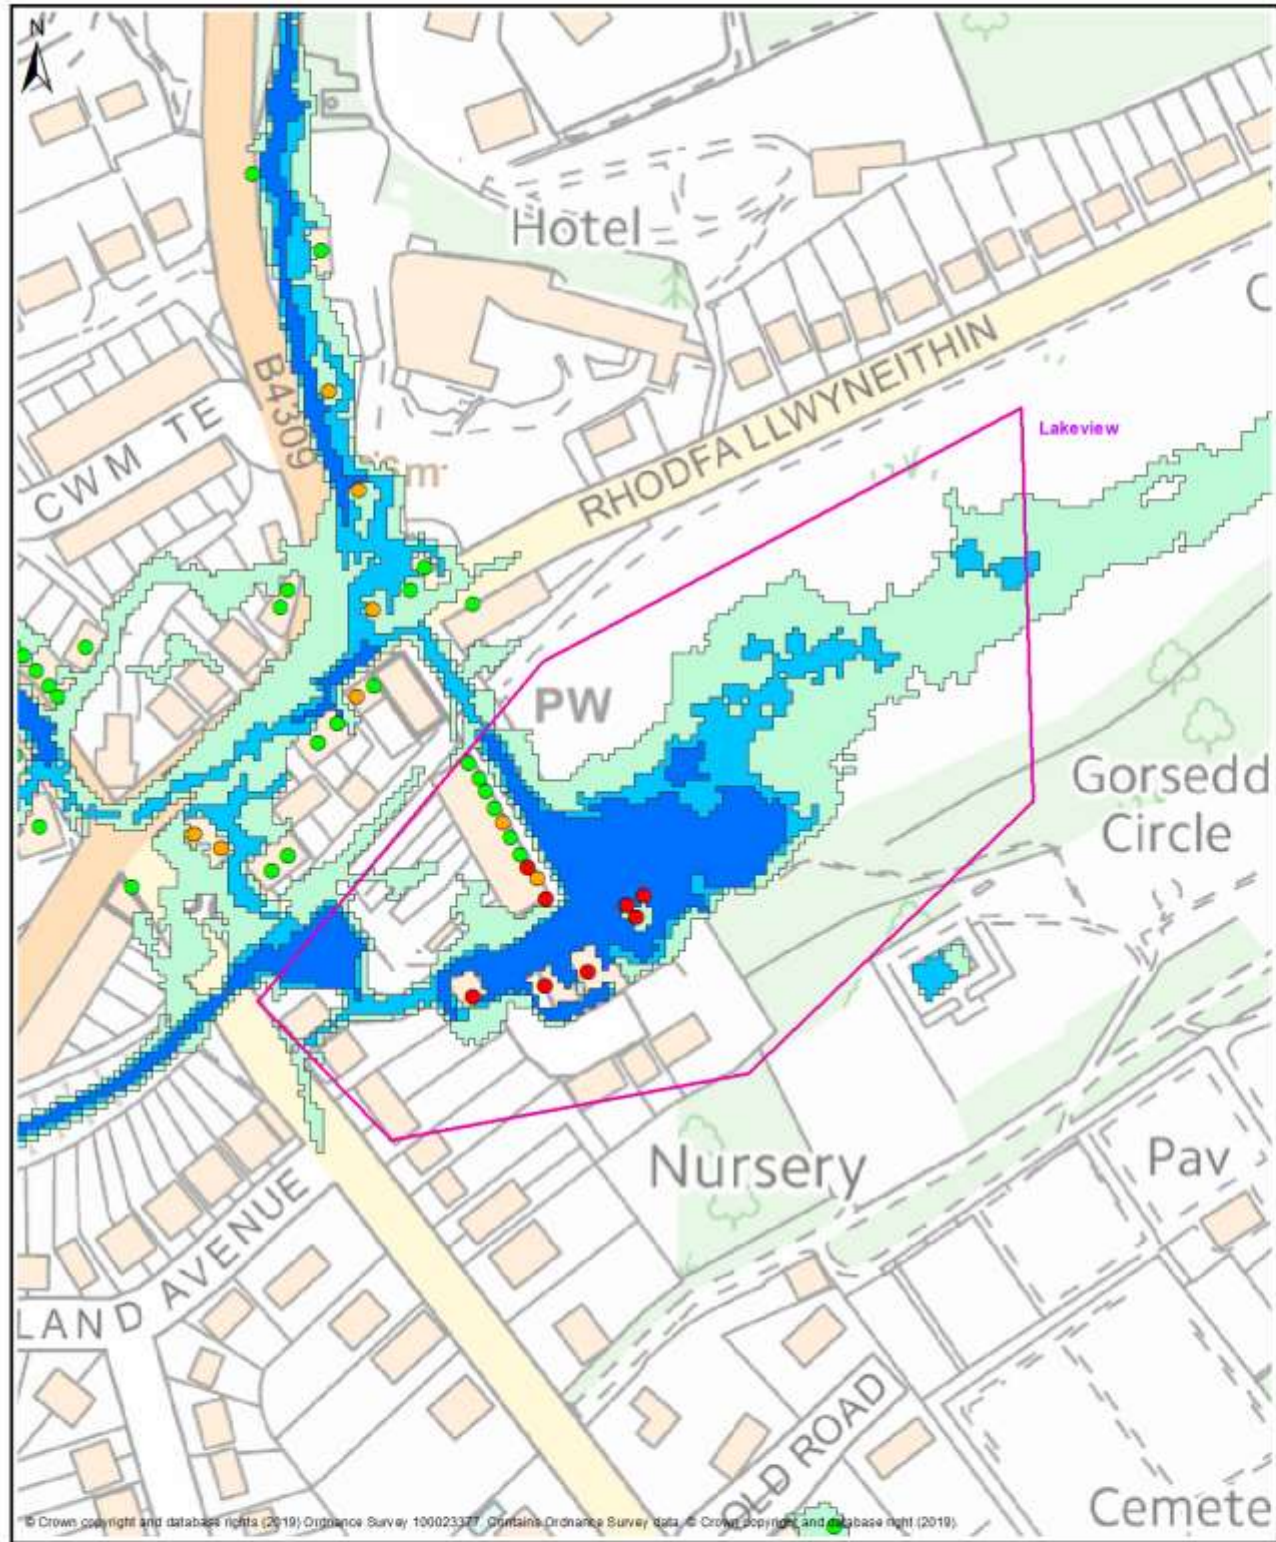 N
Hotel
B4309
CWM TE
RHODFA LLWYNEITHIN
Lakeview
C
PW
Gorsedd
Circle
Nursery
Pav
LAND AVENUE
OLD ROAD
Cemete
© Crown copyright and database rights (2019) Ordnance Survey 100023377. Contains Ordnance Survey data. © Crown copyright and database right (2019).